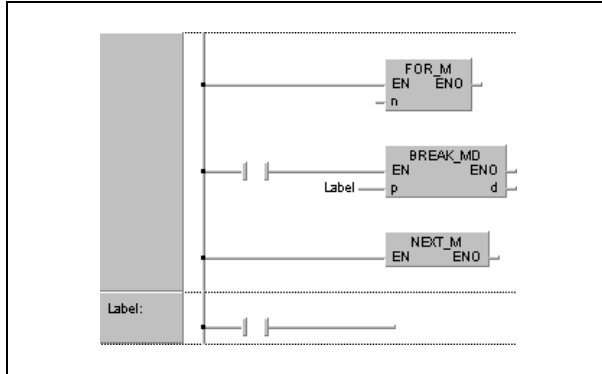 FOR_M
EN ENO
n
BREAK_MD
EN ENO
Label p d
NEXT_M
EN ENO
Label: